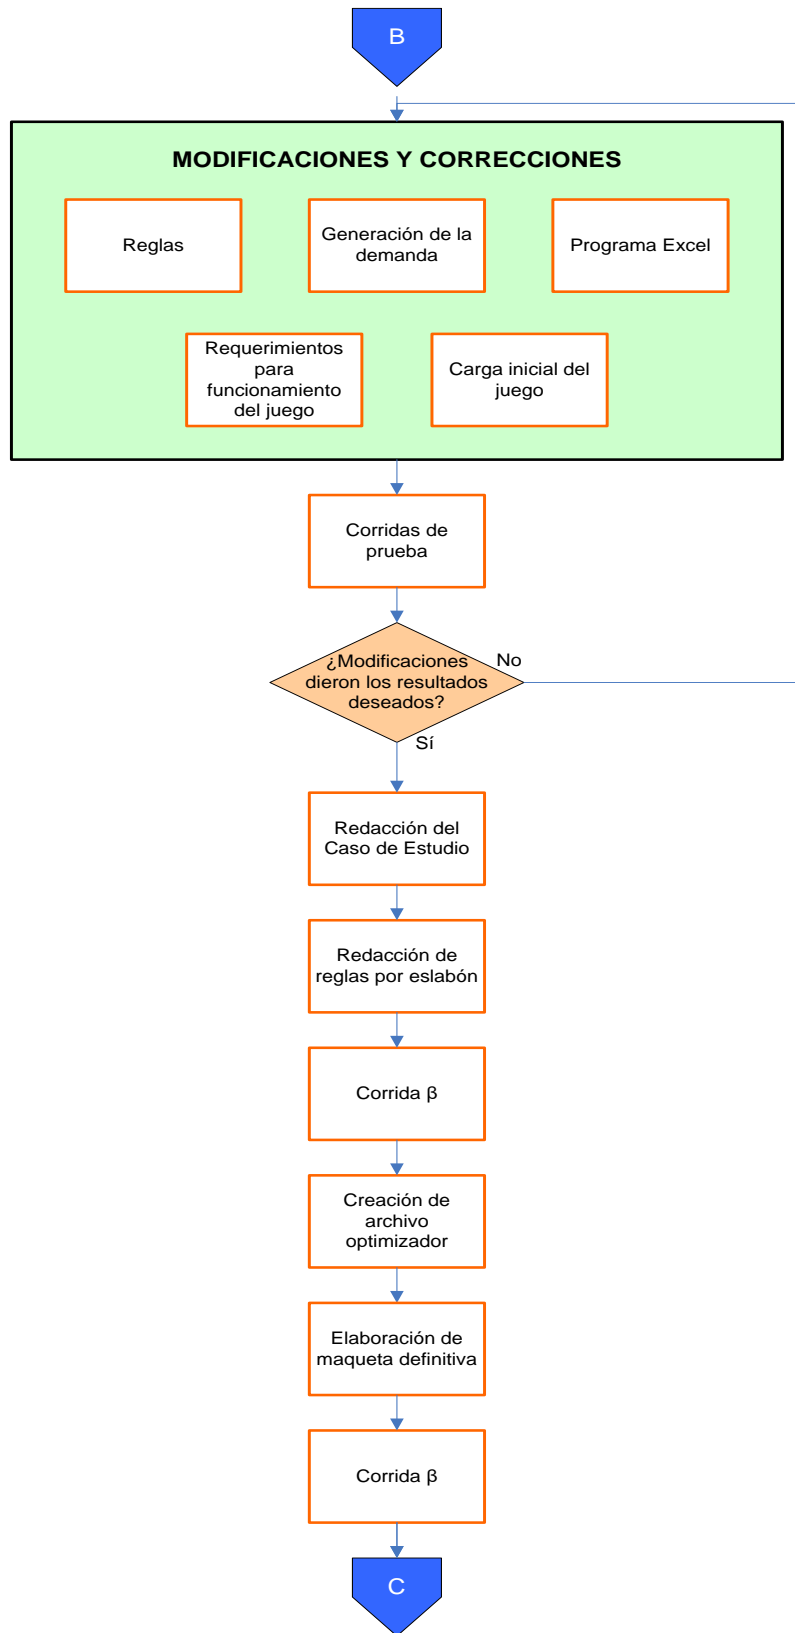 B
MODIFICACIONES Y CORRECCIONES
Reglas
Generación de la
demanda
Programa Excel
Requerimientos
para
funcionamiento
del juego
Carga inicial del
juego
Corridas de
prueba
¿Modificaciones
dieron los resultados
deseados?
No
Sí
Redacción del
Caso de Estudio
Redacción de
reglas por eslabón
Corrida β
Creación de
archivo
optimizador
Elaboración de
maqueta definitiva
Corrida β
C